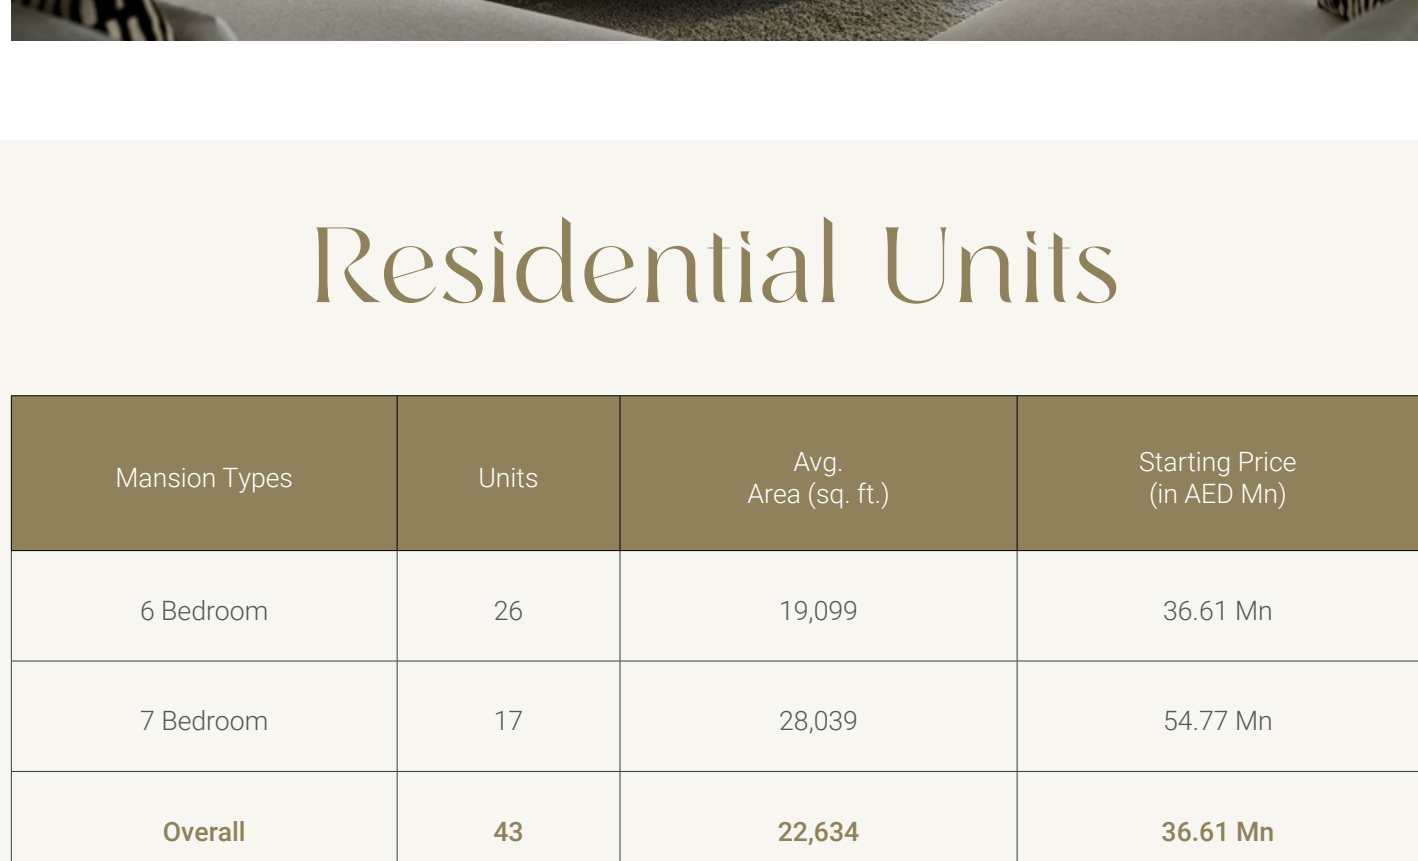 Residential Units
Mansion Types
Units
Avg.
Area (sq. ft.)
Starting Price
(in AED Mn)
6 Bedroom
26
19,099
36.61 Mn
7 Bedroom
17
28,039
54.77 Mn
Overall
43
22,634
36.61 Mn